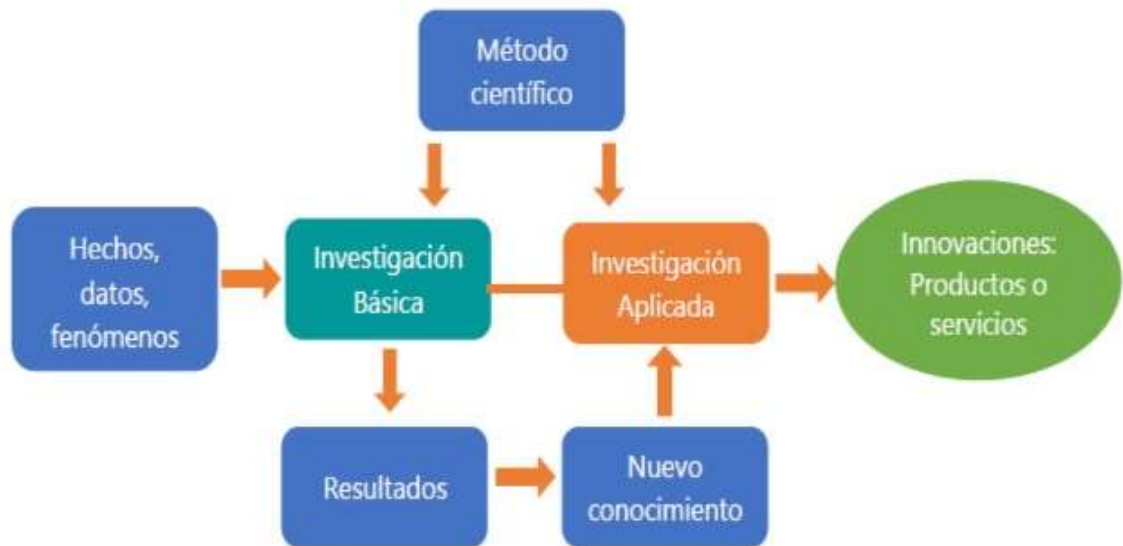 Método
científico
Hechos,
datos,
fenómenos
Investigación
Básica
Investigación
Aplicada
Innovaciones:
Productos o
servicios
Resultados
Nuevo
conocimiento